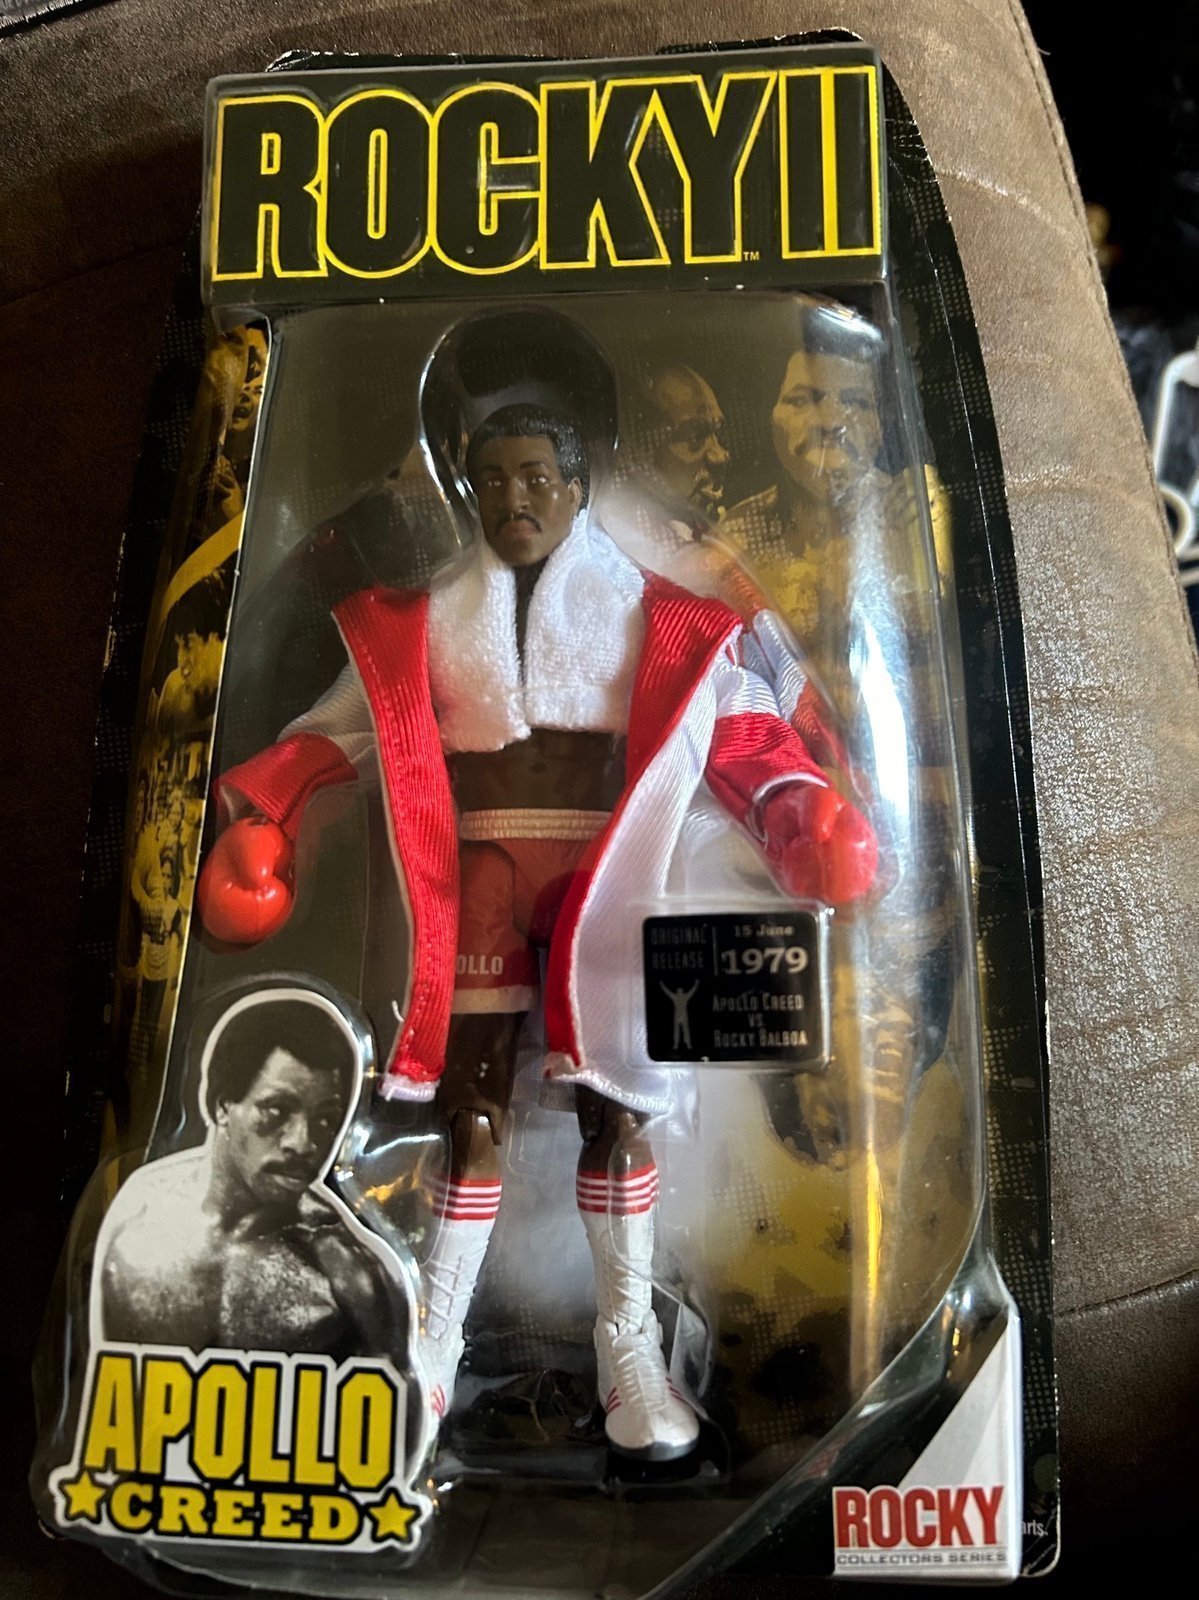 ROCKY II
TM
OLLO
ORIGINAL RELEASE
15 June
1979
APOLLO CREED
VS.
ROCKY BALBOA
APOLLO
CREED
ROCKY
COLLECTORS SERIES
arts.